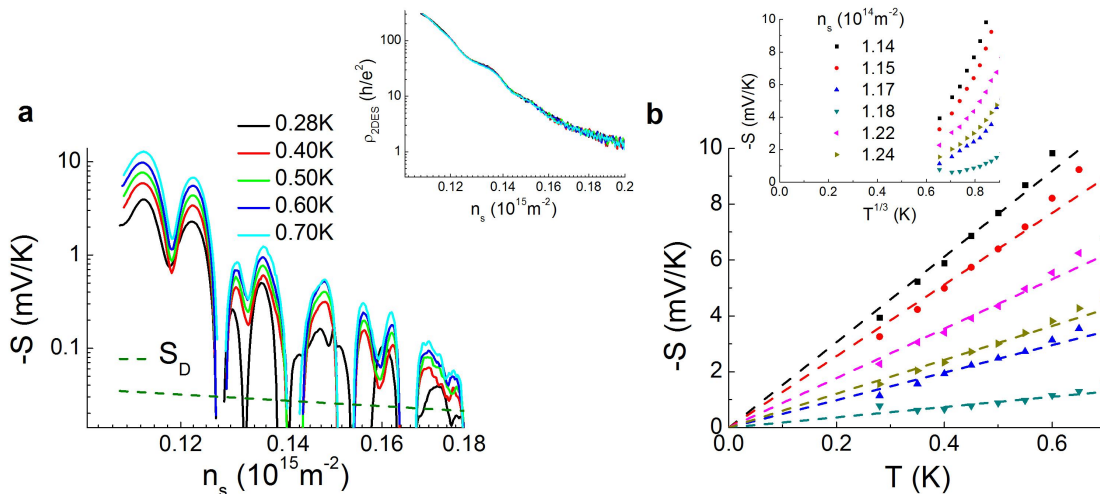 a
0.28K
0.40K
0.50K
0.60K
0.70K
-S (mV/K)
10
1
0.1
S_D
0.12
0.14
0.16
0.18
n_s (10^15 m^-2)
ρ_2DES (h/e^2)
100
10
1
0.12
0.14
0.16
0.18
0.2
n_s (10^15 m^-2)
b
-S (mV/K)
10
8
6
4
2
0
0.0
0.2
0.4
0.6
T (K)
n_s (10^14 m^-2)
1.14
1.15
1.17
1.18
1.22
1.24
-S (mV/K)
10
8
6
4
2
0
0.0
0.2
0.4
0.6
0.8
T^1/3 (K)